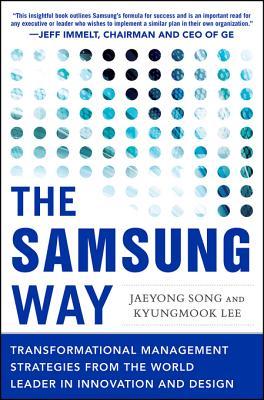 "This insightful book outlines Samsung's formula for success and is an important read for
any executive or leader who wishes to implement a similar plan in their own organization."
—JEFF IMMELT, CHAIRMAN AND CEO OF GE
THE
SAMSUNG
WAY
JAEYONG SONG AND
KYUNGMOOK LEE
TRANSFORMATIONAL MANAGEMENT
STRATEGIES FROM THE WORLD
LEADER IN INNOVATION AND DESIGN